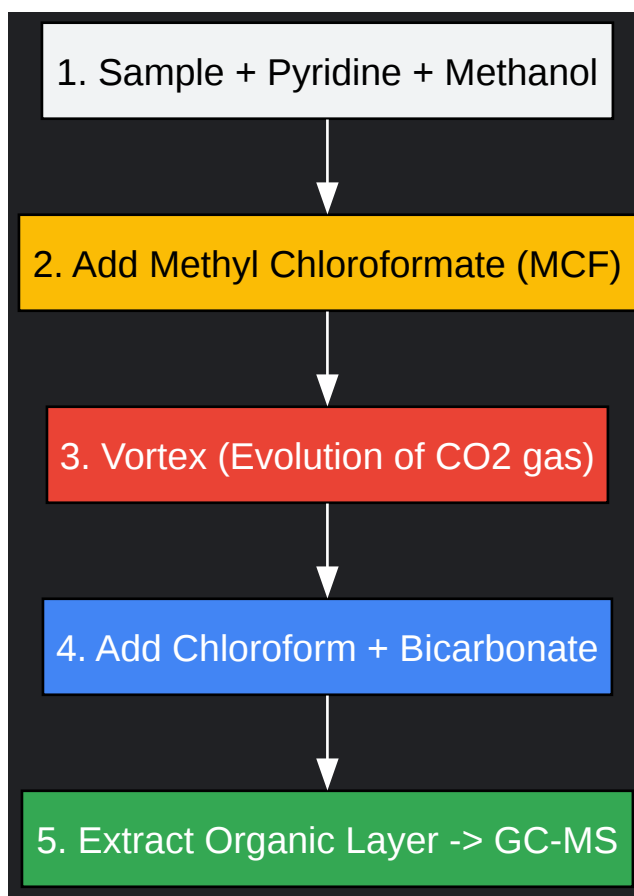 1. Sample + Pyridine + Methanol
2. Add Methyl Chloroformate (MCF)
3. Vortex (Evolution of CO2 gas)
4. Add Chloroform + Bicarbonate
5. Extract Organic Layer -> GC-MS